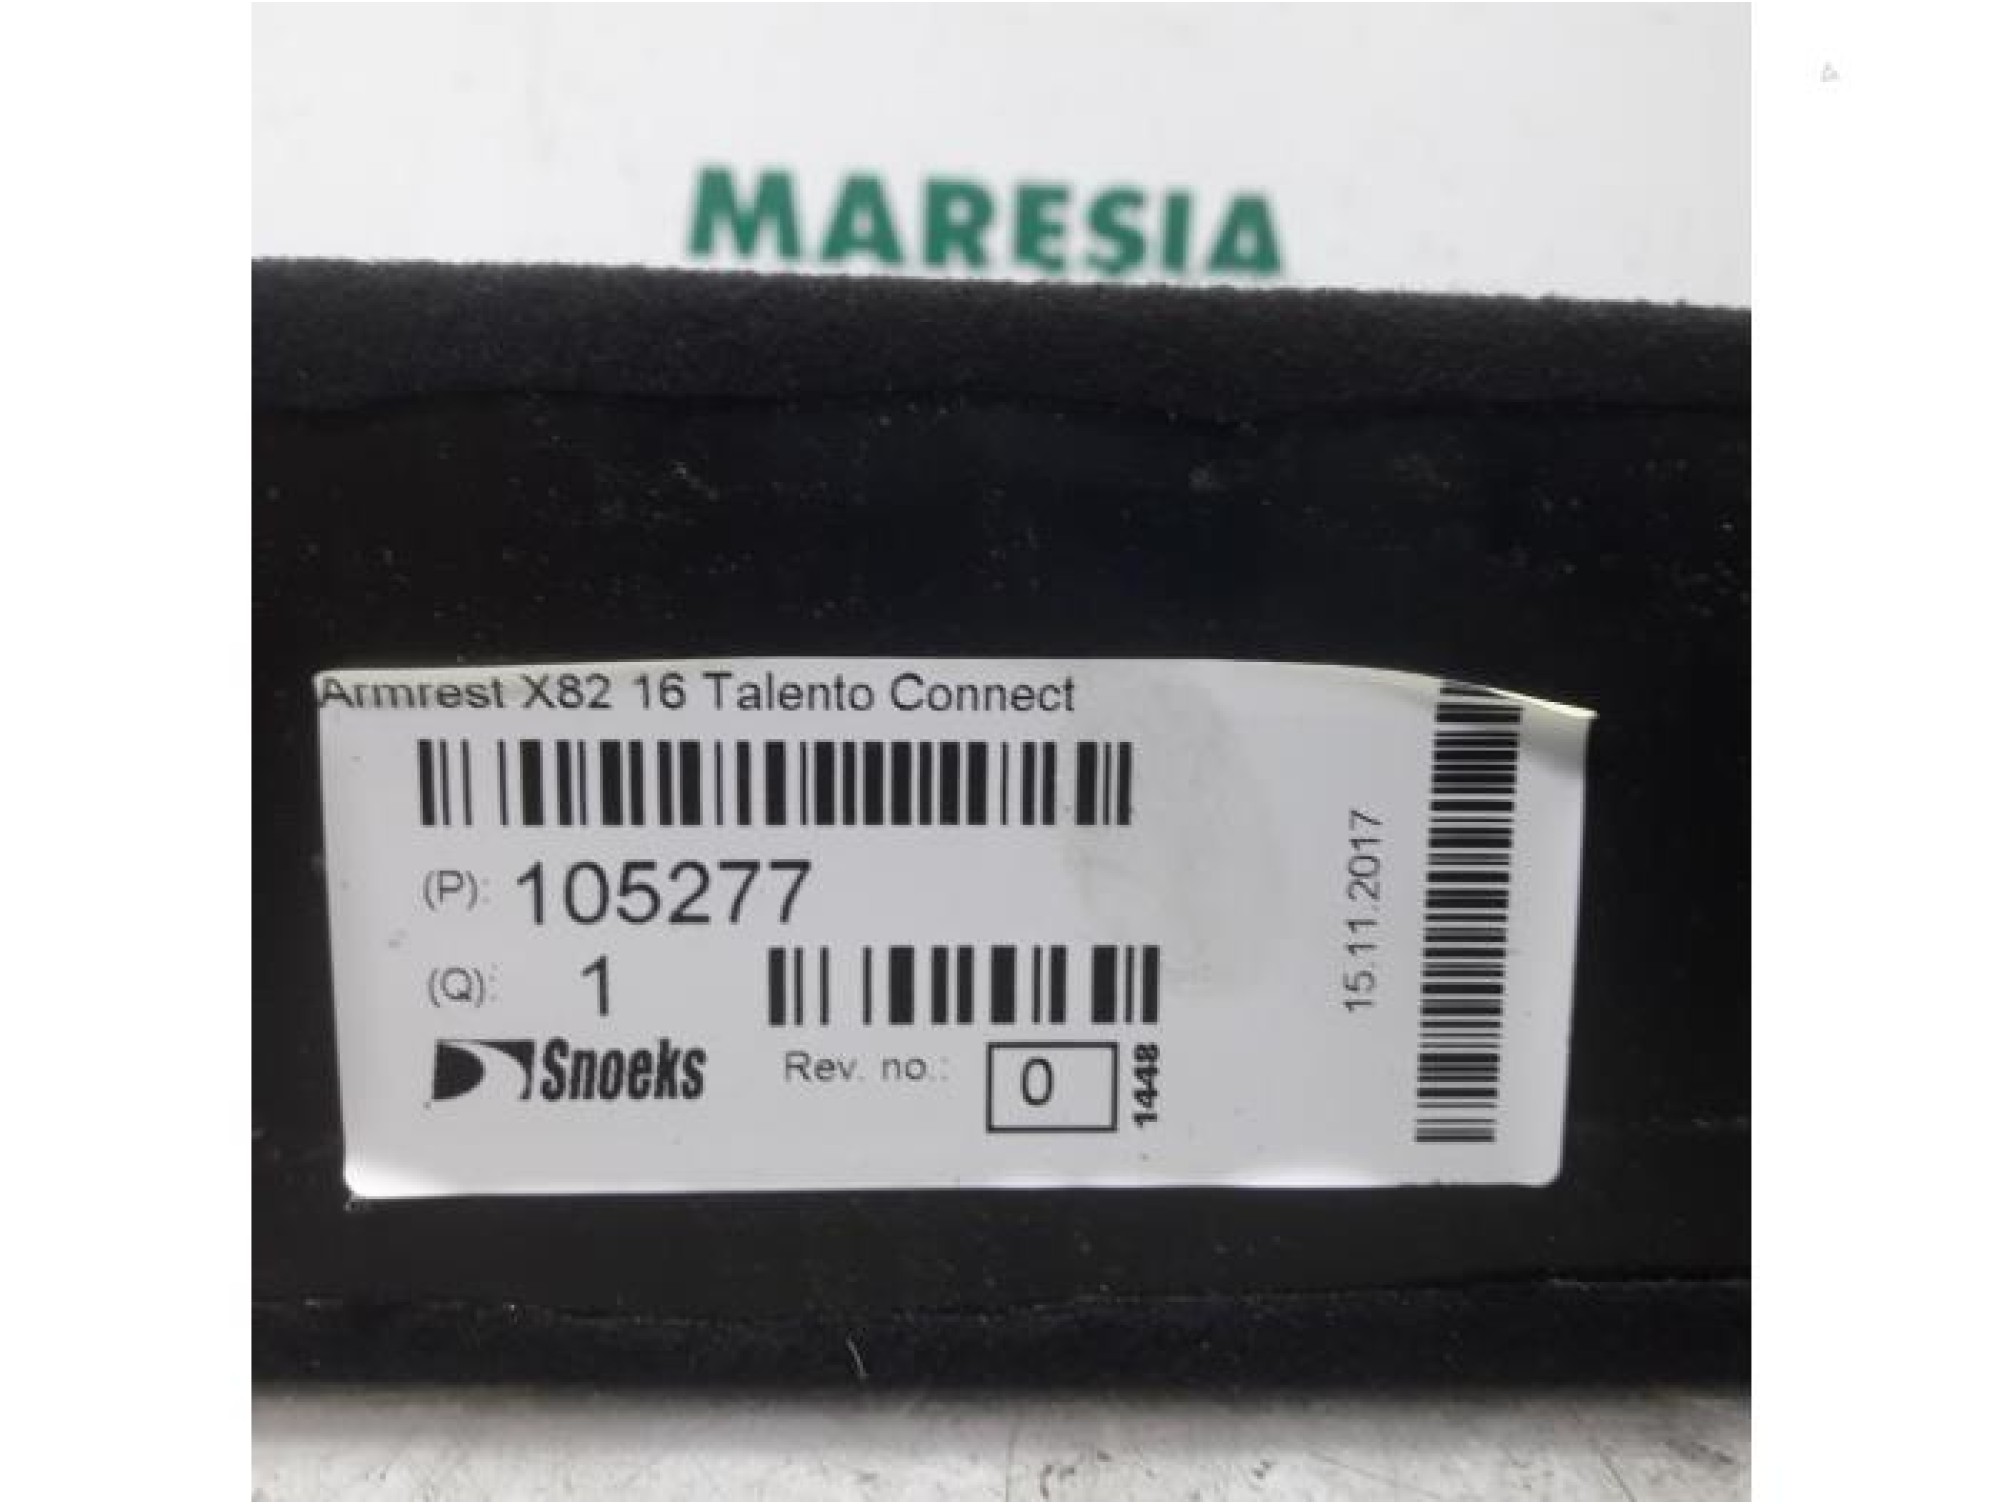 MARESIA
Armrest X82 16 Talento Connect
(P): 105277
(Q): 1
Snoeks
Rev. no.: 0
1448
15.11.2017